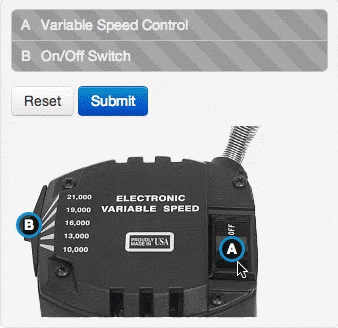 A Variable Speed Control
B On/Off Switch
Reset Submit
21,000
19,000
16,000
13,000
10,000
ELECTRONIC
VARIABLE SPEED
PROUDLY
MADE IN USA
OFF
B
A